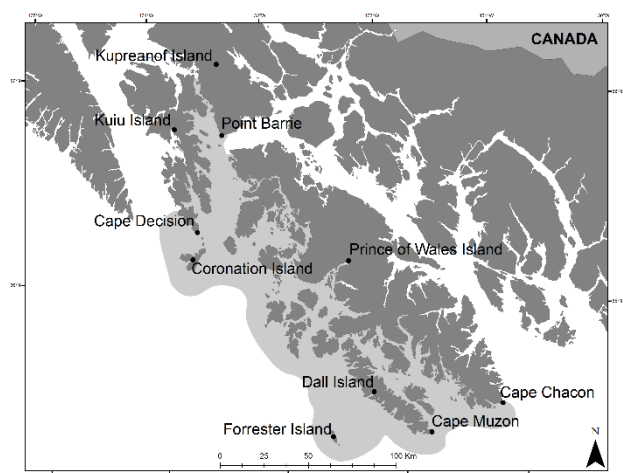 CANADA
Kupreanof Island
Kuiu Island
Point Barrie
Cape Decision
Prince of Wales Island
Coronation Island
Dall Island
Cape Chacon
Forrester Island
Cape Muzon
N
0 25 50 100 Km